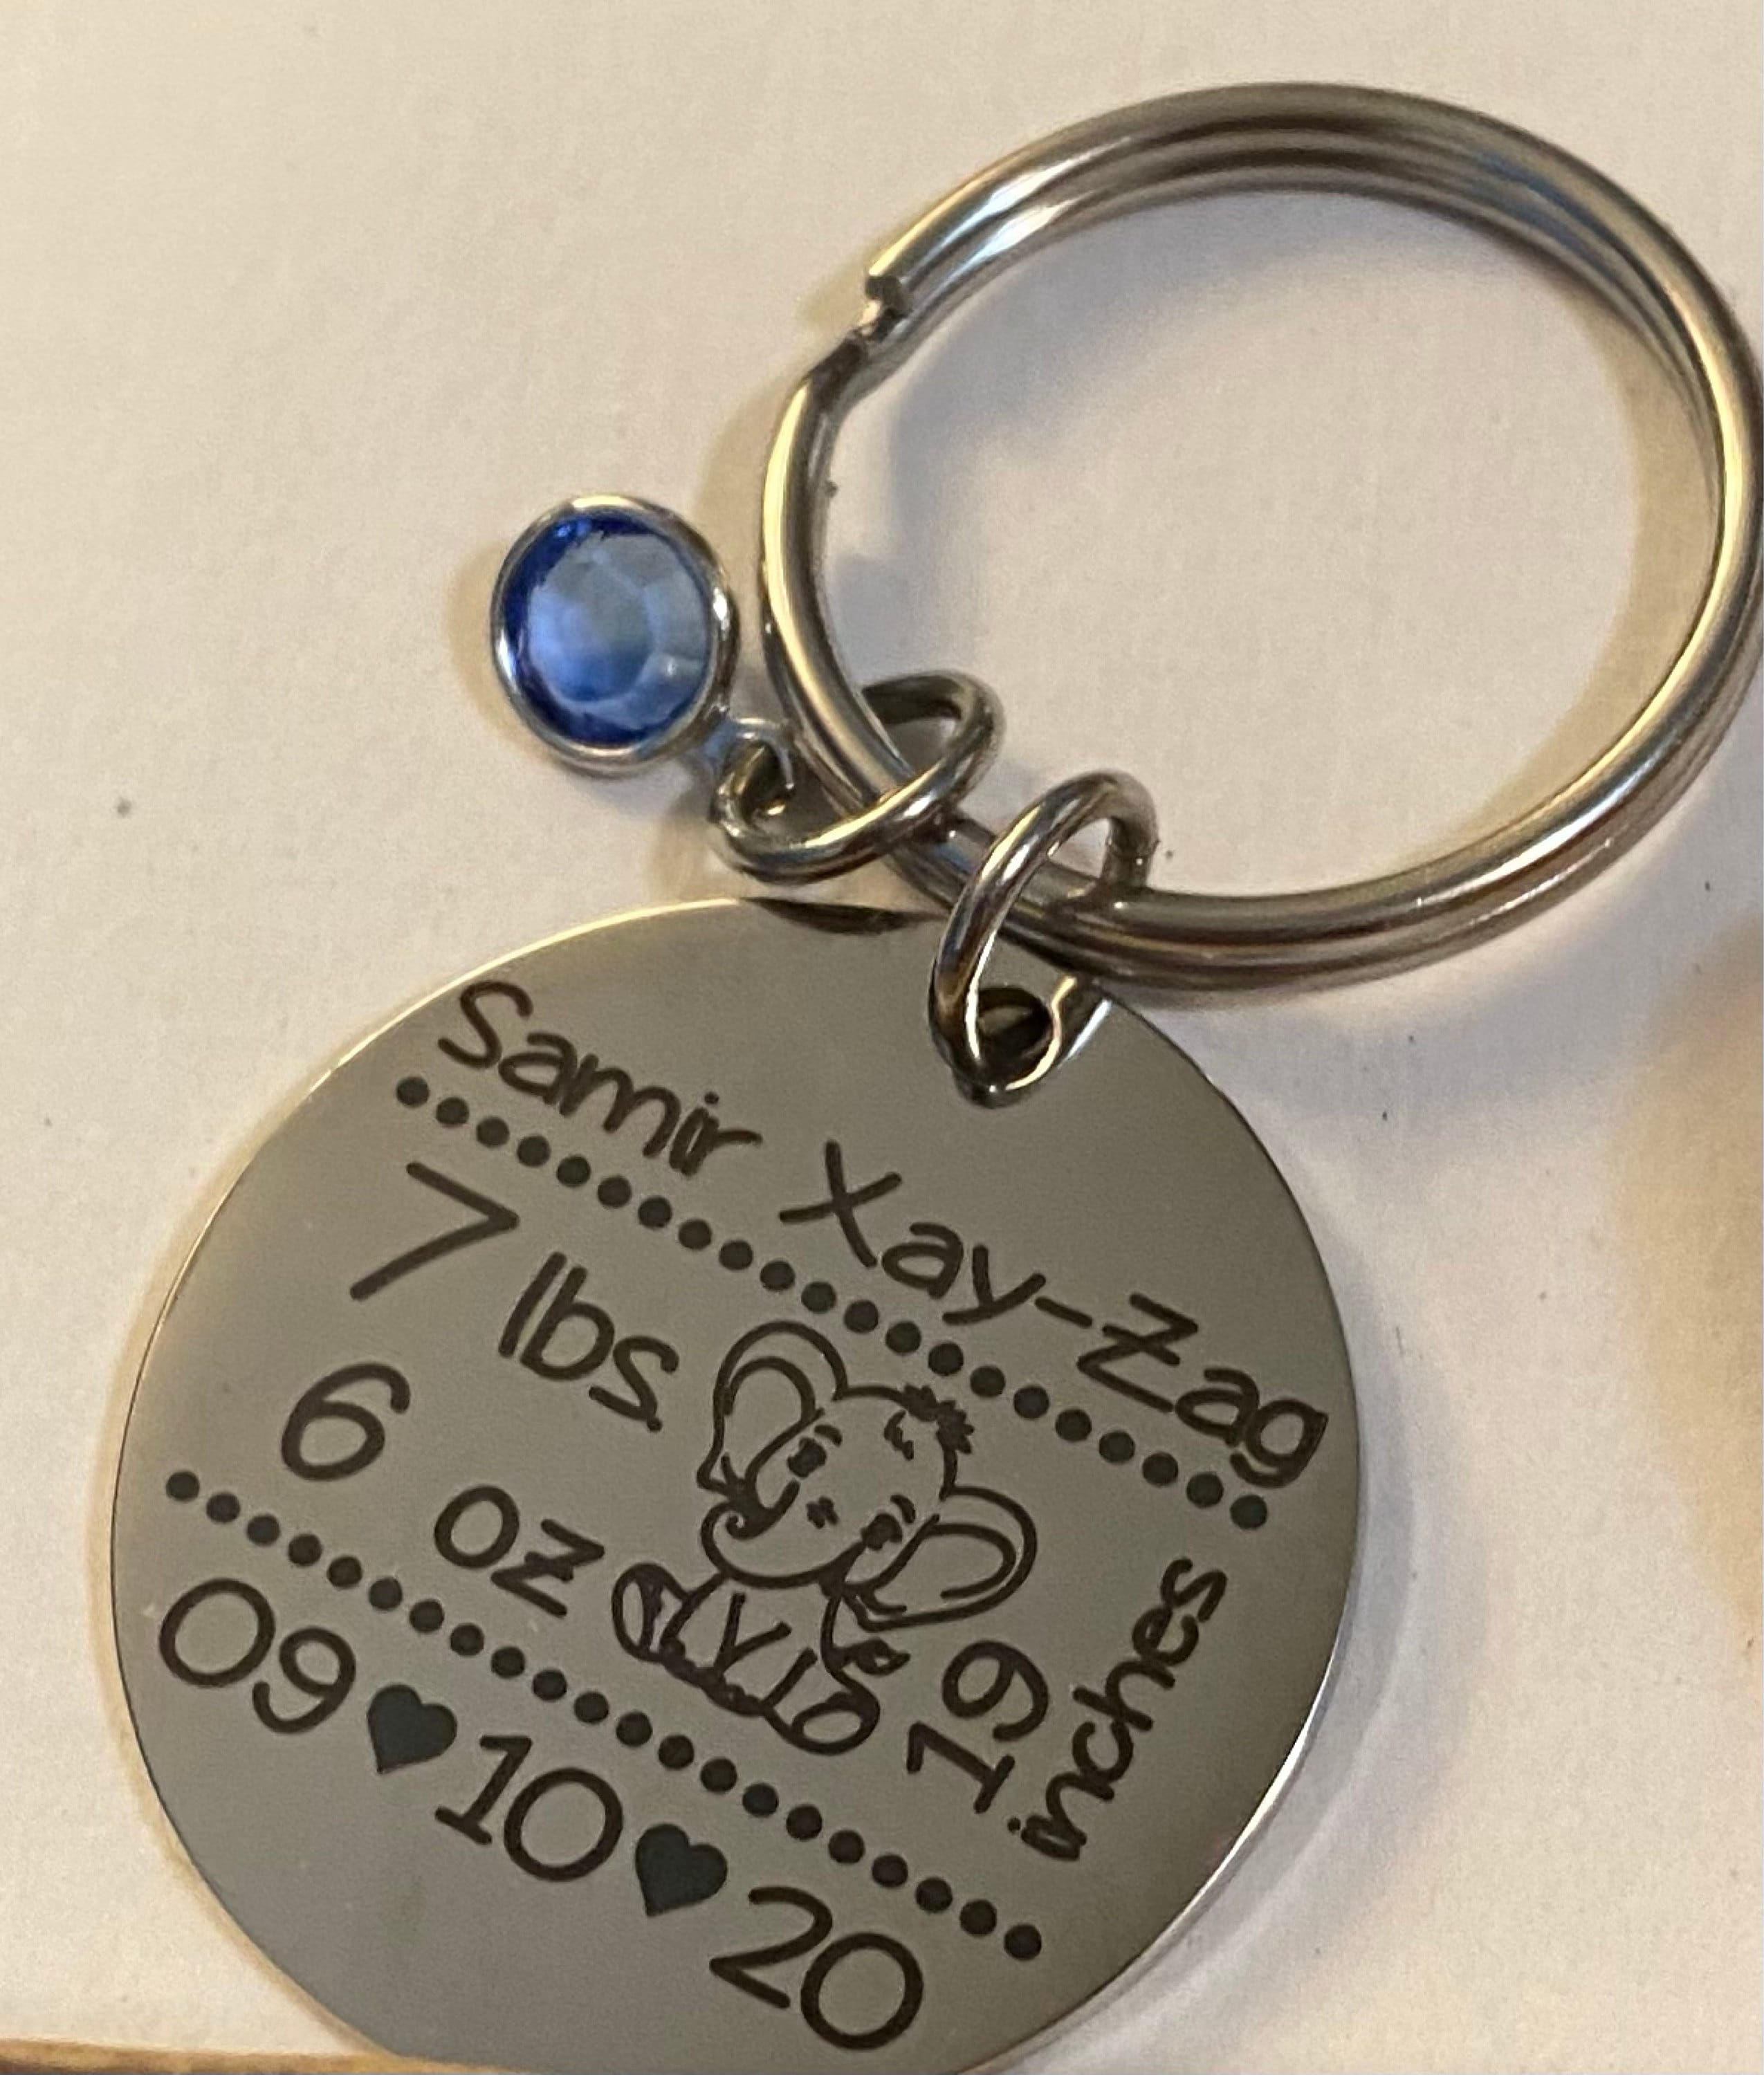 Samir Xay-Zag
7 lbs
6 oz
19
inches
09♥10♥20